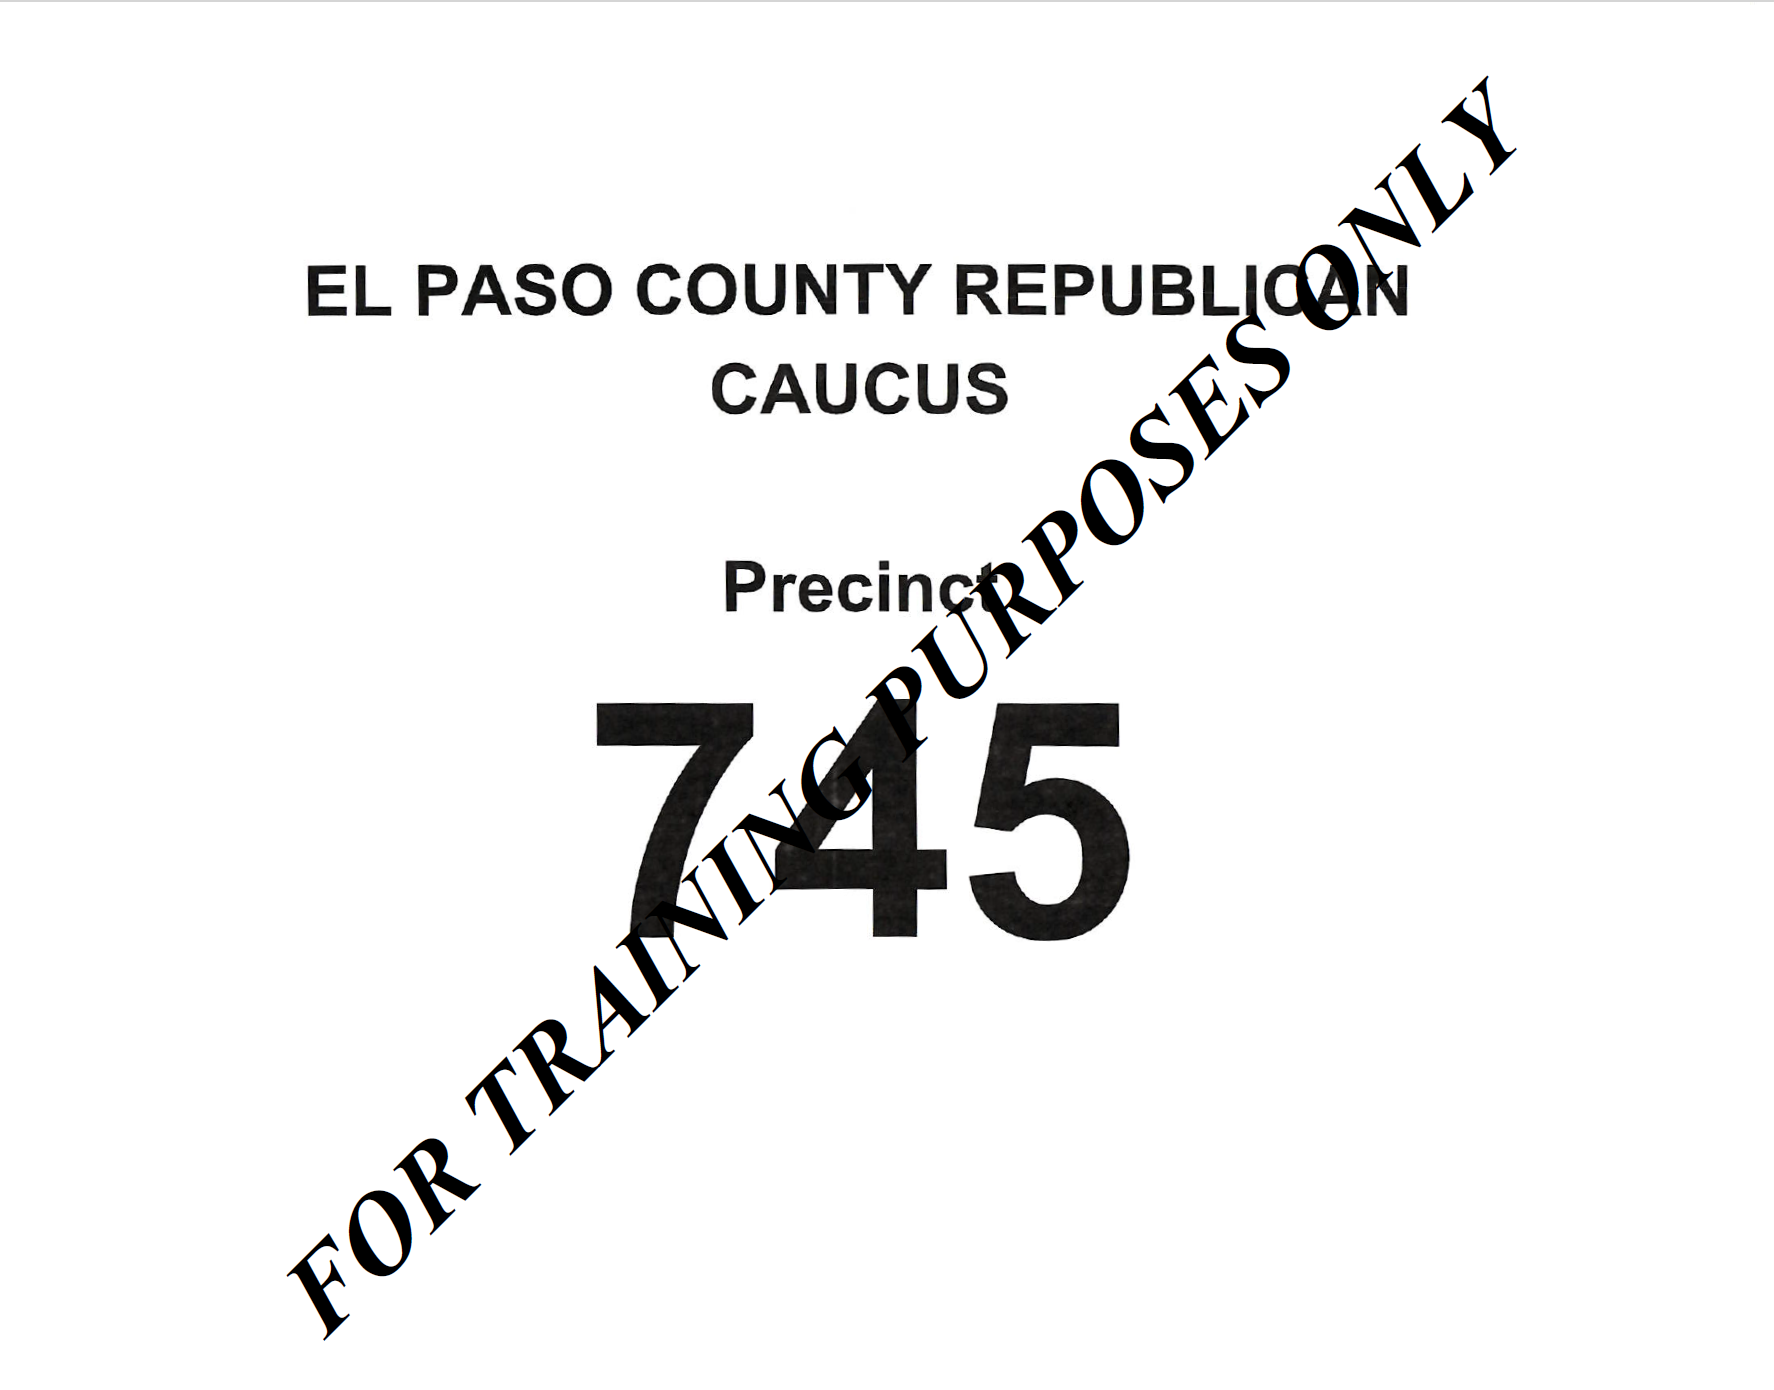 EL PASO COUNTY REPUBLICAN
CAUCUS
Precinct
745
FOR TRAINING PURPOSES ONLY